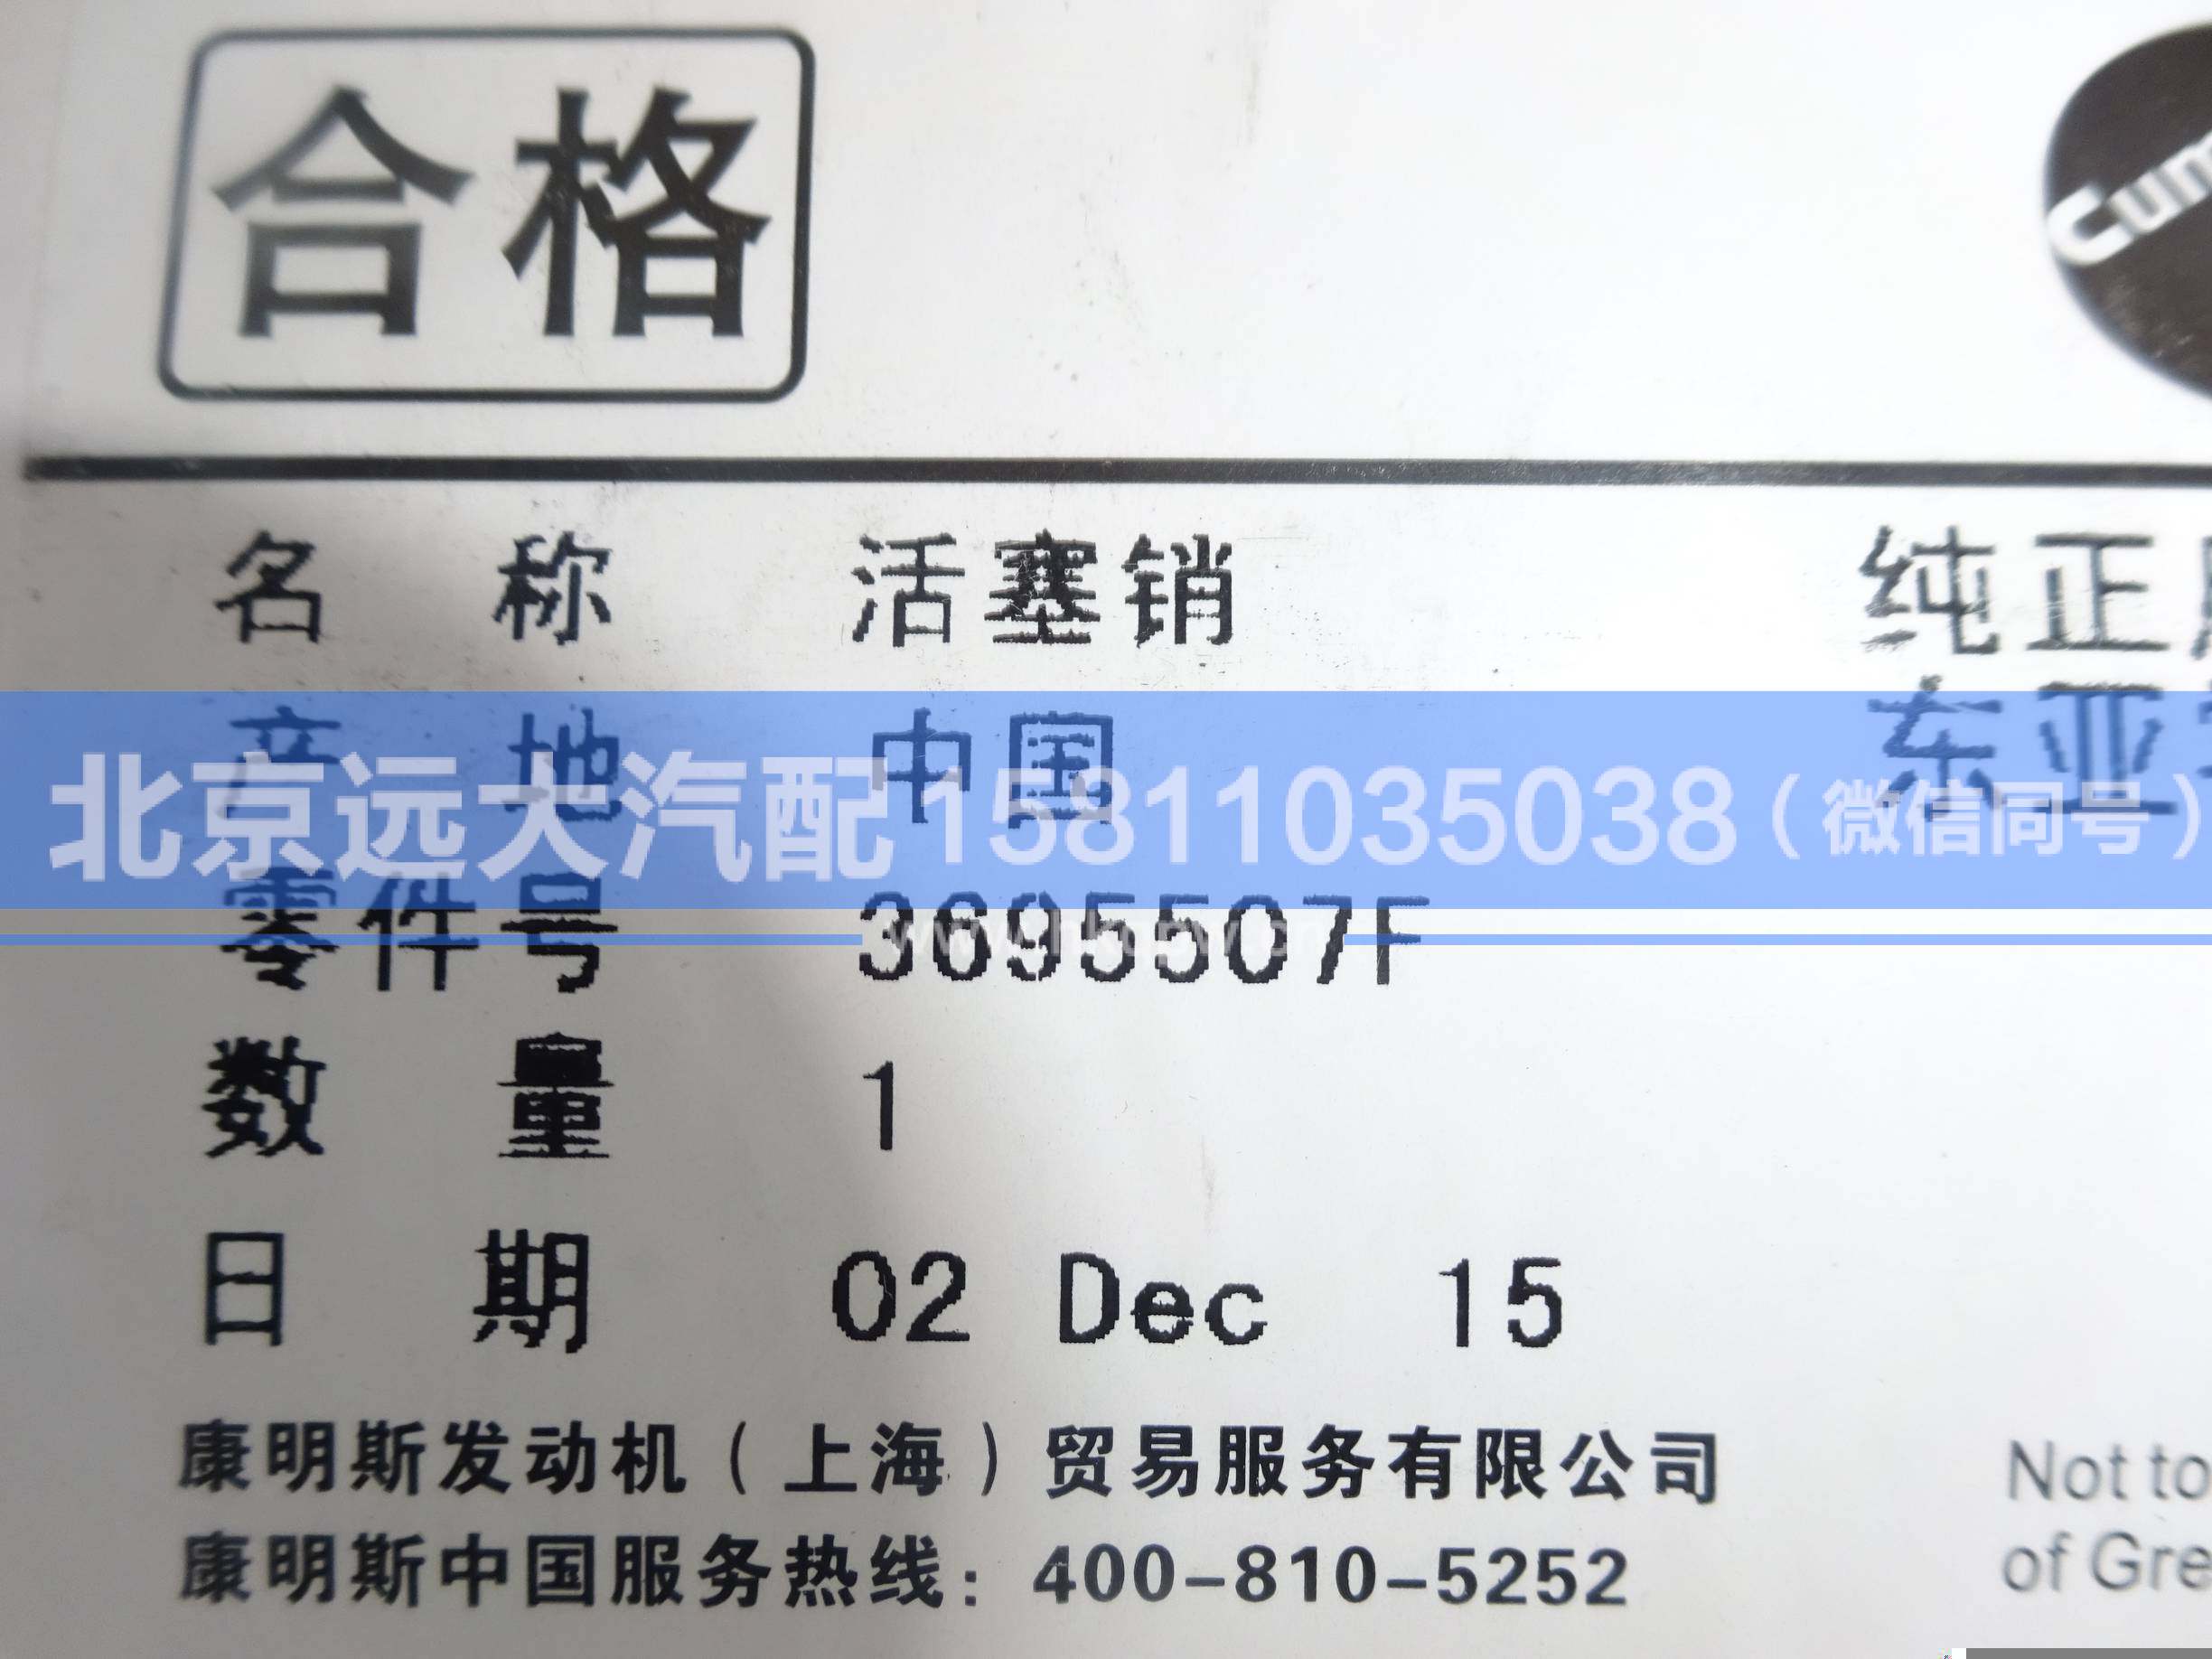 合格
Cum
名 称 活塞销 纯正
产 地 中国 东亚
北京远大汽配15811035038（微信同号）
零件号 3695507F
数 量 1
日 期 02 Dec 15
康明斯发动机（上海）贸易服务有限公司
康明斯中国服务热线：400-810-5252
Not to
of Gre